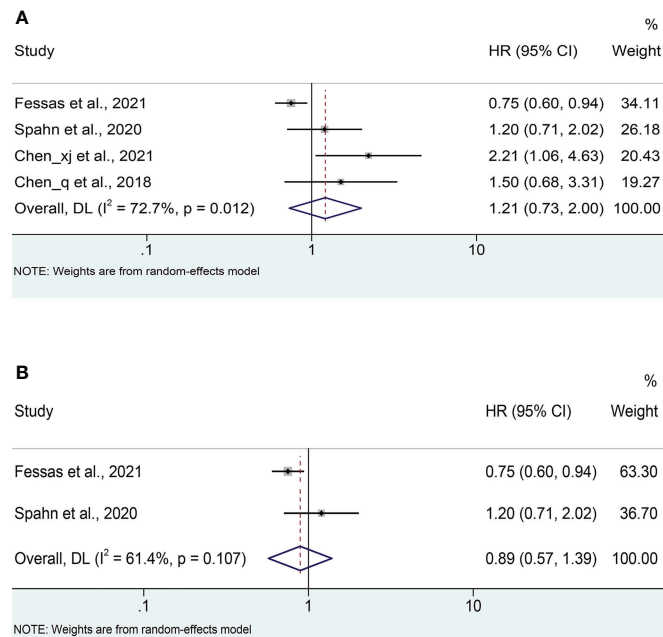 A
%
Study HR (95% CI) Weight
Fessas et al., 2021 0.75 (0.60, 0.94) 34.11
Spahn et al., 2020 1.20 (0.71, 2.02) 26.18
Chen_xj et al., 2021 2.21 (1.06, 4.63) 20.43
Chen_q et al., 2018 1.50 (0.68, 3.31) 19.27
Overall, DL (I² = 72.7%, p = 0.012) 1.21 (0.73, 2.00) 100.00
.1 1 10
NOTE: Weights are from random-effects model
B
%
Study HR (95% CI) Weight
Fessas et al., 2021 0.75 (0.60, 0.94) 63.30
Spahn et al., 2020 1.20 (0.71, 2.02) 36.70
Overall, DL (I² = 61.4%, p = 0.107) 0.89 (0.57, 1.39) 100.00
.1 1 10
NOTE: Weights are from random-effects model